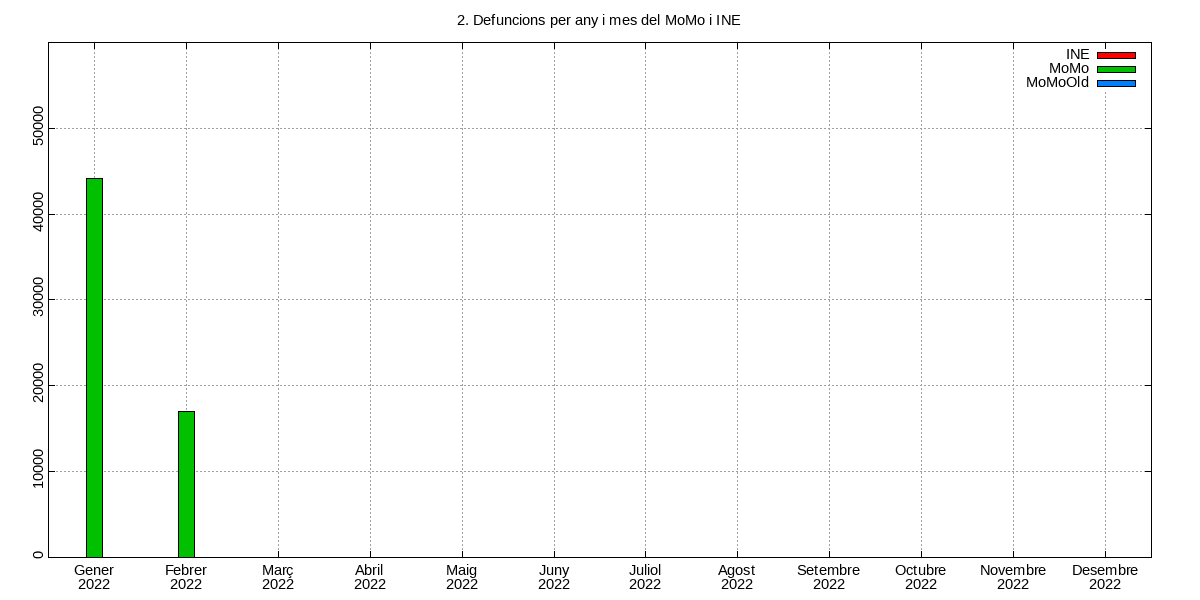 2. Defuncions per any i mes del MoMo i INE
INE
MoMo
MoMoOld
50000
40000
30000
20000
10000
0
Gener
2022
Febrer
2022
Març
2022
Abril
2022
Maig
2022
Juny
2022
Juliol
2022
Agost
2022
Setembre
2022
Octubre
2022
Novembre
2022
Desembre
2022